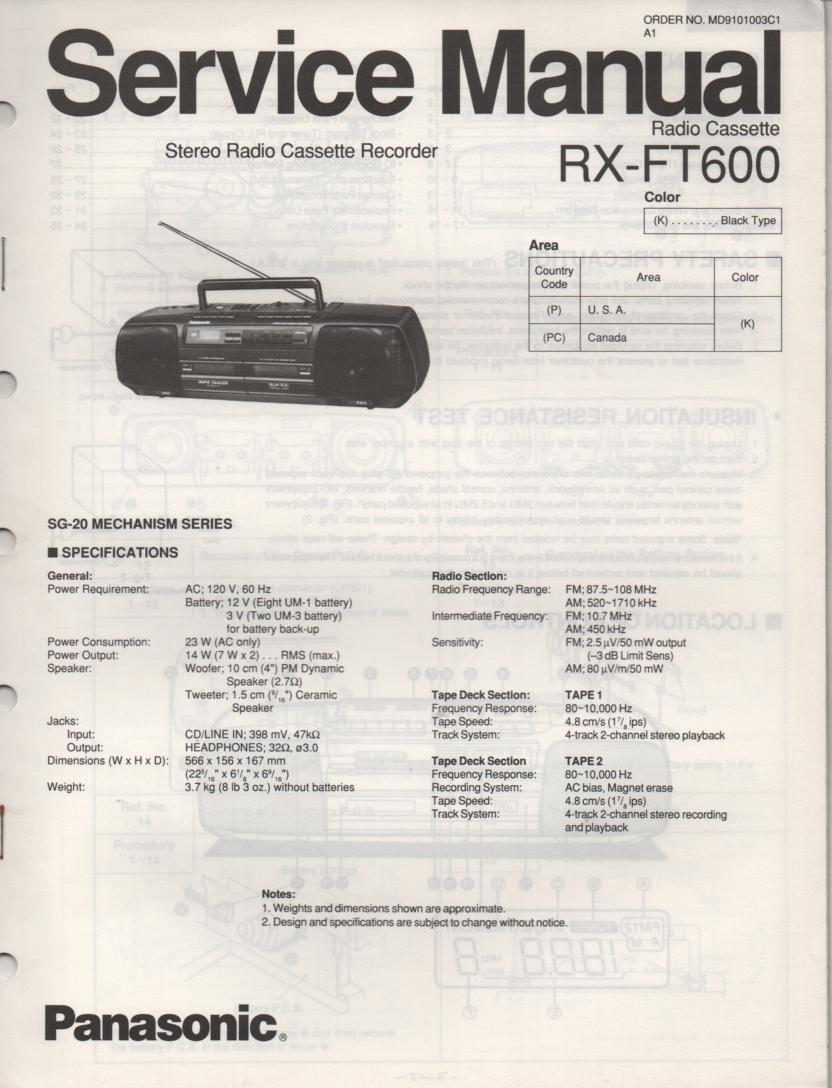 ORDER NO. MD9101003C1
A1
Service Manual
Radio Cassette
Stereo Radio Cassette Recorder
RX-FT600
Color
(K) . . . . . . . . Black Type
Area
Country Code Area Color
(P) U. S. A. (K)
(PC) Canada
Panasonic
SG-20 MECHANISM SERIES
■ SPECIFICATIONS
General:
Power Requirement: AC; 120 V, 60 Hz
Battery; 12 V (Eight UM-1 battery)
3 V (Two UM-3 battery)
for battery back-up
Power Consumption: 23 W (AC only)
Power Output: 14 W (7 W x 2) . . . RMS (max.)
Speaker: Woofer; 10 cm (4") PM Dynamic
Speaker (2.7Ω)
Tweeter; 1.5 cm (9/16") Ceramic
Speaker
Jacks:
Input: CD/LINE IN; 398 mV, 47kΩ
Output: HEADPHONES; 32Ω, ø3.0
Dimensions (W x H x D): 566 x 156 x 167 mm
(22 5/16" x 6 1/8" x 6 9/16")
Weight: 3.7 kg (8 lb 3 oz.) without batteries
Radio Section:
Radio Frequency Range: FM; 87.5~108 MHz
AM; 520~1710 kHz
Intermediate Frequency: FM; 10.7 MHz
AM; 450 kHz
Sensitivity: FM; 2.5 µV/50 mW output
(–3 dB Limit Sens)
AM; 80 µV/m/50 mW
Tape Deck Section: TAPE 1
Frequency Response: 80~10,000 Hz
Tape Speed: 4.8 cm/s (1 7/8 ips)
Track System: 4-track 2-channel stereo playback
Tape Deck Section TAPE 2
Frequency Response: 80~10,000 Hz
Recording System: AC bias, Magnet erase
Tape Speed: 4.8 cm/s (1 7/8 ips)
Track System: 4-track 2-channel stereo recording
and playback
Notes:
1. Weights and dimensions shown are approximate.
2. Design and specifications are subject to change without notice.
Panasonic®